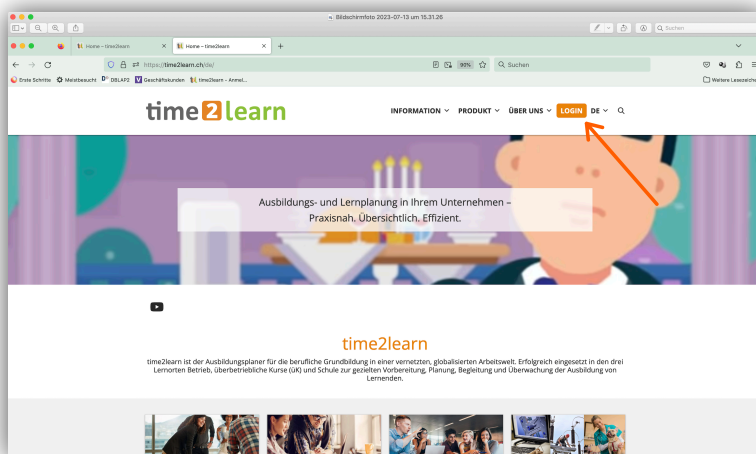 Bildschirmfoto 2023-07-13 um 15.31.26
Suchen
Home – time2learn
Home – time2learn
https://time2learn.ch/de/
90%
Suchen
Erste Schritte
Meistbesucht
DBLAP2
Geschäftskunden
time2learn - Anmel...
Weitere Lesezeiche
time2learn
INFORMATION
PRODUKT
ÜBER UNS
LOGIN
DE
Ausbildungs- und Lernplanung in Ihrem Unternehmen –
Praxisnah. Übersichtlich. Effizient.
time2learn
time2learn ist der Ausbildungsplaner für die berufliche Grundbildung in einer vernetzten, globalisierten Arbeitswelt. Erfolgreich eingesetzt in den drei
Lernorten Betrieb, überbetriebliche Kurse (üK) und Schule zur gezielten Vorbereitung, Planung, Begleitung und Überwachung der Ausbildung von
Lernenden.